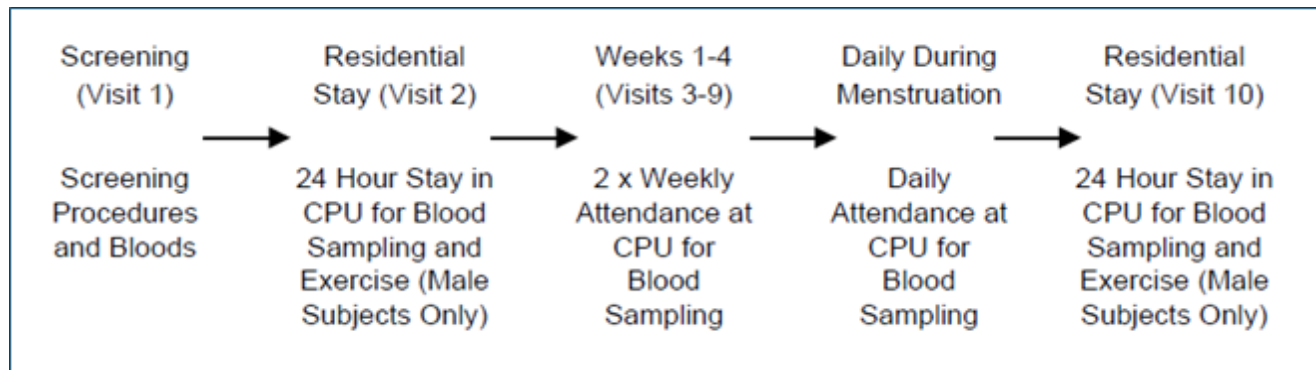 Screening
(Visit 1)
Residential
Stay (Visit 2)
Weeks 1-4
(Visits 3-9)
Daily During
Menstruation
Residential
Stay (Visit 10)
Screening
Procedures
and Bloods
24 Hour Stay in
CPU for Blood
Sampling and
Exercise (Male
Subjects Only)
2 x Weekly
Attendance at
CPU for
Blood
Sampling
Daily
Attendance at
CPU for
Blood
Sampling
24 Hour Stay in
CPU for Blood
Sampling and
Exercise (Male
Subjects Only)